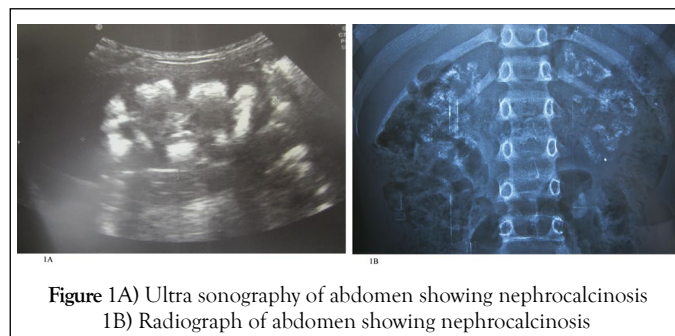 1A
1B
Figure 1A) Ultra sonography of abdomen showing nephrocalcinosis
1B) Radiograph of abdomen showing nephrocalcinosis